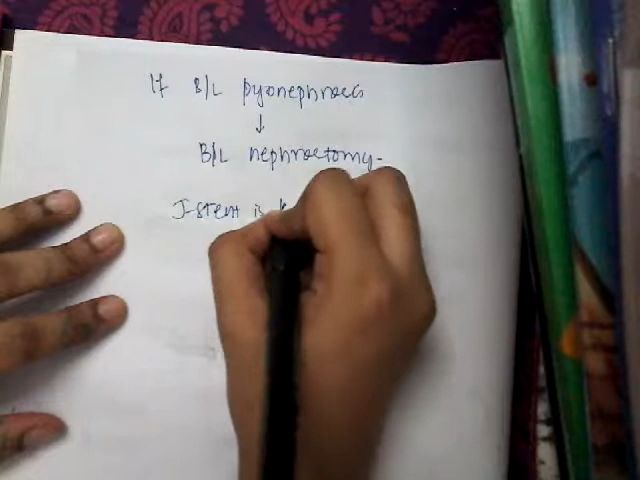 If B/L pyonephrosis
↓
B/L nephrectomy-
J-stent is